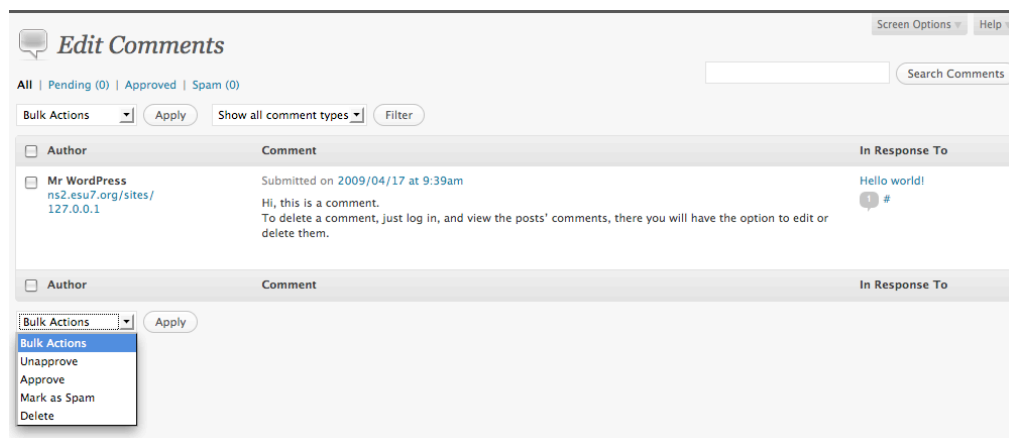 Screen Options Help
Edit Comments
Search Comments
All | Pending (0) | Approved | Spam (0)
Bulk Actions Apply Show all comment types Filter
Author Comment In Response To
Mr WordPress Submitted on 2009/04/17 at 9:39am Hello world!
ns2.esu7.org/sites/ Hi, this is a comment. 1 #
127.0.0.1 To delete a comment, just log in, and view the posts' comments, there you will have the option to edit or
delete them.
Author Comment In Response To
Bulk Actions Apply
Bulk Actions
Unapprove
Approve
Mark as Spam
Delete